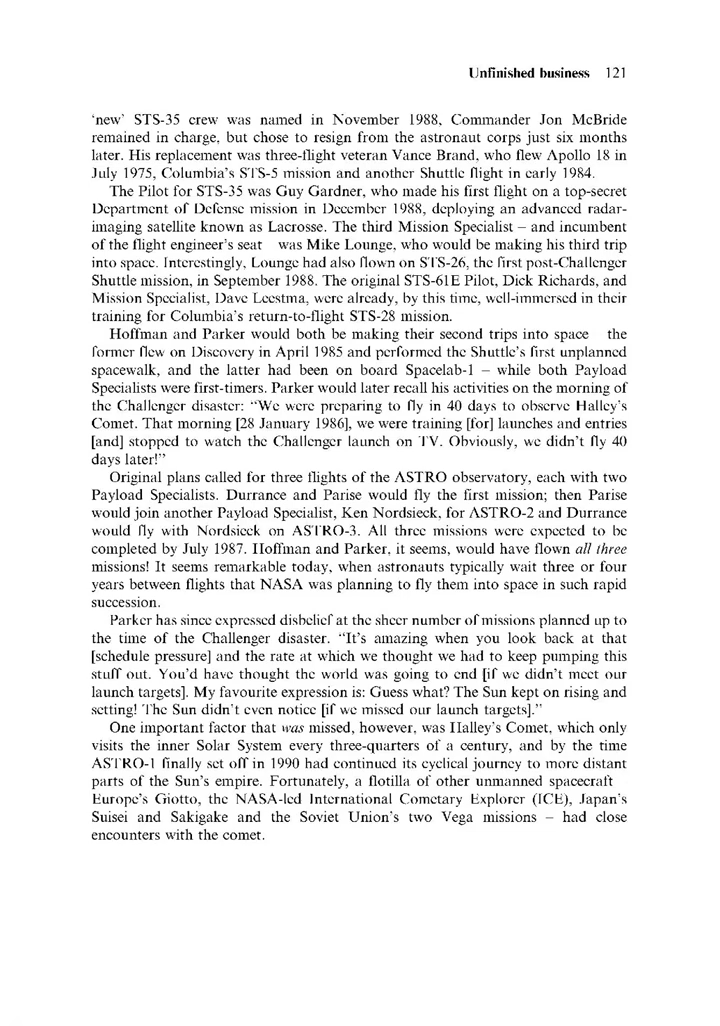 Unfinished business 121
'new' STS-35 crew was named in November 1988, Commander Jon McBride
remained in charge, but chose to resign from the astronaut corps just six months
later. His replacement was three-flight veteran Vance Brand, who flew Apollo 18 in
July 1975, Columbia's STS-5 mission and another Shuttle flight in early 1984.
The Pilot for STS-35 was Guy Gardner, who made his first flight on a top-secret
Department of Defense mission in December 1988, deploying an advanced radar-
imaging satellite known as Lacrosse. The third Mission Specialist – and incumbent
of the flight engineer's seat was Mike Lounge, who would be making his third trip
into space. Interestingly, Lounge had also flown on STS-26, the first post-Challenger
Shuttle mission, in September 1988. The original STS-61E Pilot, Dick Richards, and
Mission Specialist, Dave Leestma, were already, by this time, well-immersed in their
training for Columbia's return-to-flight STS-28 mission.
Hoffman and Parker would both be making their second trips into space the
former flew on Discovery in April 1985 and performed the Shuttle's first unplanned
spacewalk, and the latter had been on board Spacelab-1 – while both Payload
Specialists were first-timers. Parker would later recall his activities on the morning of
the Challenger disaster: "We were preparing to fly in 40 days to observe Halley's
Comet. That morning [28 January 1986], we were training [for] launches and entries
[and] stopped to watch the Challenger launch on TV. Obviously, we didn't fly 40
days later!"
Original plans called for three flights of the ASTRO observatory, each with two
Payload Specialists. Durrance and Parise would fly the first mission; then Parise
would join another Payload Specialist, Ken Nordsieck, for ASTRO-2 and Durrance
would fly with Nordsieck on ASTRO-3. All three missions were expected to be
completed by July 1987. Hoffman and Parker, it seems, would have flown all three
missions! It seems remarkable today, when astronauts typically wait three or four
years between flights that NASA was planning to fly them into space in such rapid
succession.
Parker has since expressed disbelief at the sheer number of missions planned up to
the time of the Challenger disaster. "It's amazing when you look back at that
[schedule pressure] and the rate at which we thought we had to keep pumping this
stuff out. You'd have thought the world was going to end [if we didn't meet our
launch targets]. My favourite expression is: Guess what? The Sun kept on rising and
setting! The Sun didn't even notice [if we missed our launch targets]."
One important factor that was missed, however, was Halley's Comet, which only
visits the inner Solar System every three-quarters of a century, and by the time
ASTRO-1 finally set off in 1990 had continued its cyclical journey to more distant
parts of the Sun's empire. Fortunately, a flotilla of other unmanned spacecraft
Europe's Giotto, the NASA-led International Cometary Explorer (ICE), Japan's
Suisei and Sakigake and the Soviet Union's two Vega missions – had close
encounters with the comet.